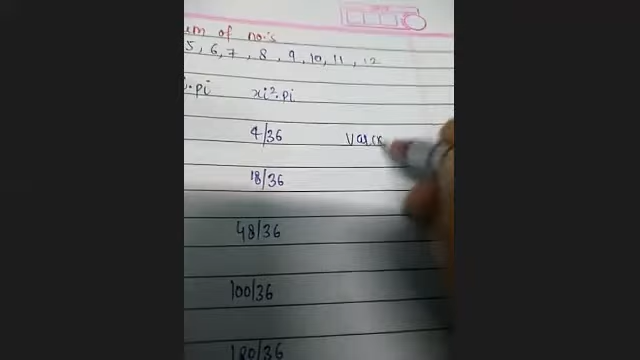 um of no.'s
5, 6, 7, 8, 9, 10, 11, 12
i.pi xi².pi
4/36 Var(x
18/36
48/36
100/36
180/36